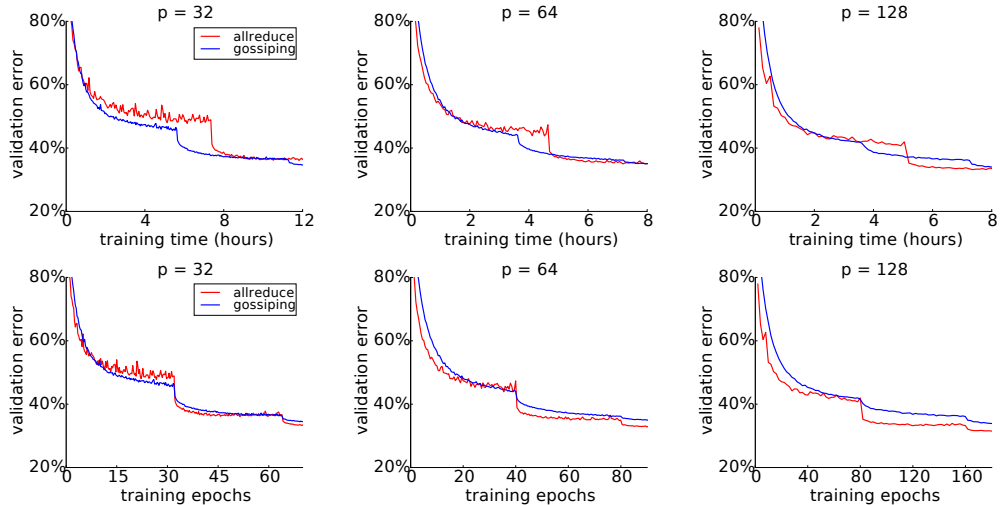 p = 32
p = 64
p = 128
80%
60%
40%
20%
validation error
allreduce
gossiping
0
4
8
12
training time (hours)
80%
60%
40%
20%
validation error
0
2
4
6
8
training time (hours)
80%
60%
40%
20%
validation error
0
2
4
6
8
training time (hours)
p = 32
p = 64
p = 128
80%
60%
40%
20%
validation error
allreduce
gossiping
0
15
30
45
60
training epochs
80%
60%
40%
20%
validation error
0
20
40
60
80
training epochs
80%
60%
40%
20%
validation error
0
40
80
120
160
training epochs